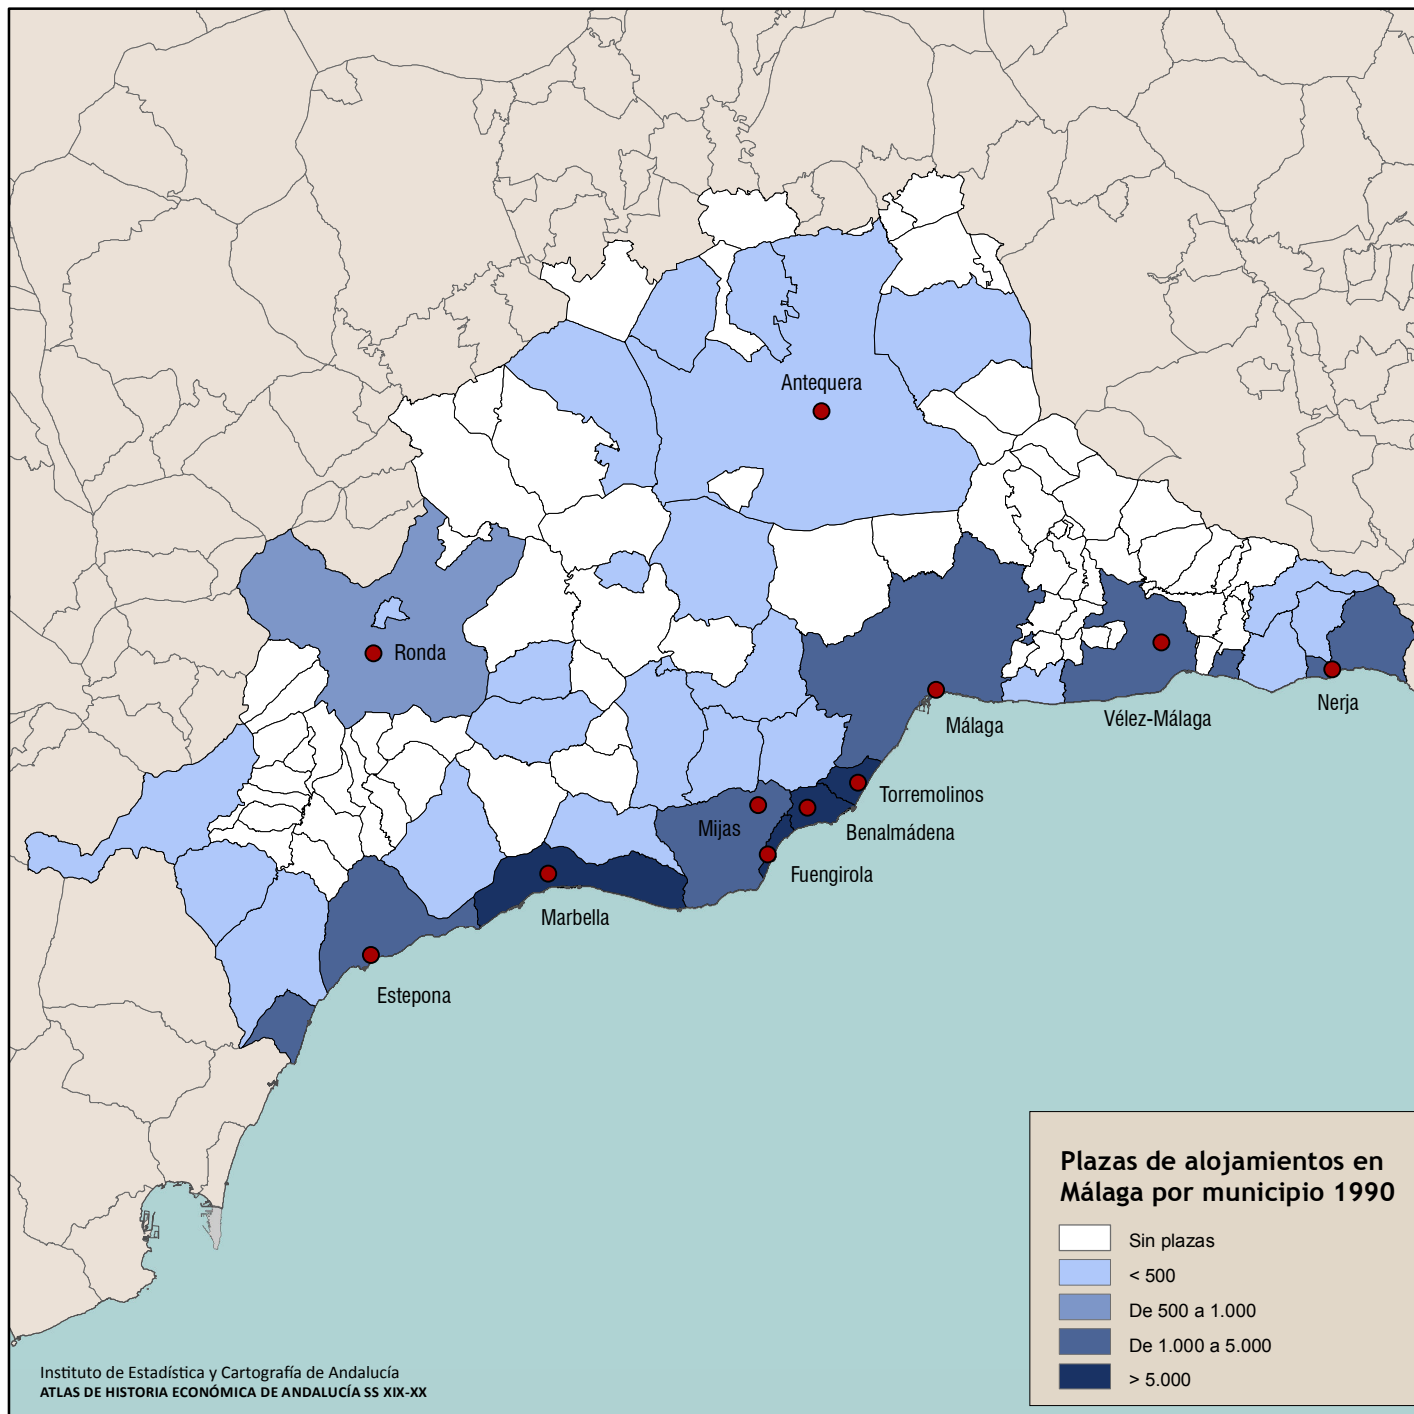 Antequera
Ronda
Málaga
Vélez-Málaga
Nerja
Torremolinos
Mijas
Benalmádena
Fuengirola
Marbella
Estepona
Plazas de alojamientos en
Málaga por municipio 1990
Sin plazas
< 500
De 500 a 1.000
De 1.000 a 5.000
> 5.000
Instituto de Estadística y Cartografía de Andalucía
ATLAS DE HISTORIA ECONÓMICA DE ANDALUCÍA SS XIX-XX